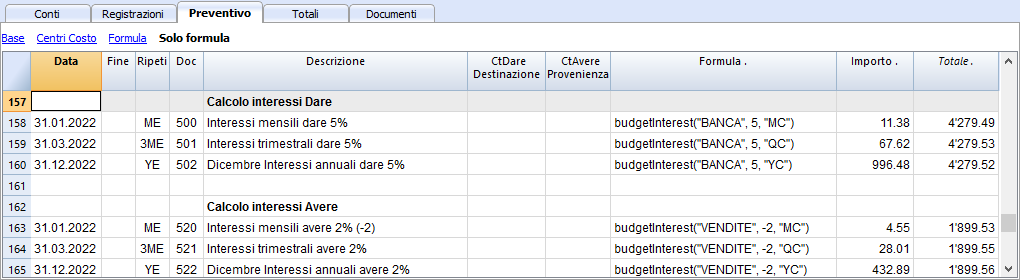 Conti Registrazioni Preventivo Totali Documenti
Base Centri Costo Formula Solo formula
Data Fine Ripeti Doc Descrizione CtDare Destinazione CtAvere Provenienza Formula . Importo . Totale .
157 Calcolo interessi Dare
158 31.01.2022 ME 500 Interessi mensili dare 5% budgetInterest("BANCA", 5, "MC") 11.38 4'279.49
159 31.03.2022 3ME 501 Interessi trimestrali dare 5% budgetInterest("BANCA", 5, "QC") 67.62 4'279.53
160 31.12.2022 YE 502 Dicembre Interessi annuali dare 5% budgetInterest("BANCA", 5, "YC") 996.48 4'279.52
161
162 Calcolo interessi Avere
163 31.01.2022 ME 520 Interessi mensili avere 2% (-2) budgetInterest("VENDITE", -2, "MC") 4.55 1'899.53
164 31.03.2022 3ME 521 Interessi trimestrali avere 2% budgetInterest("VENDITE", -2, "QC") 28.01 1'899.55
165 31.12.2022 YE 522 Dicembre Interessi annuali avere 2% budgetInterest("VENDITE", -2, "YC") 432.89 1'899.56